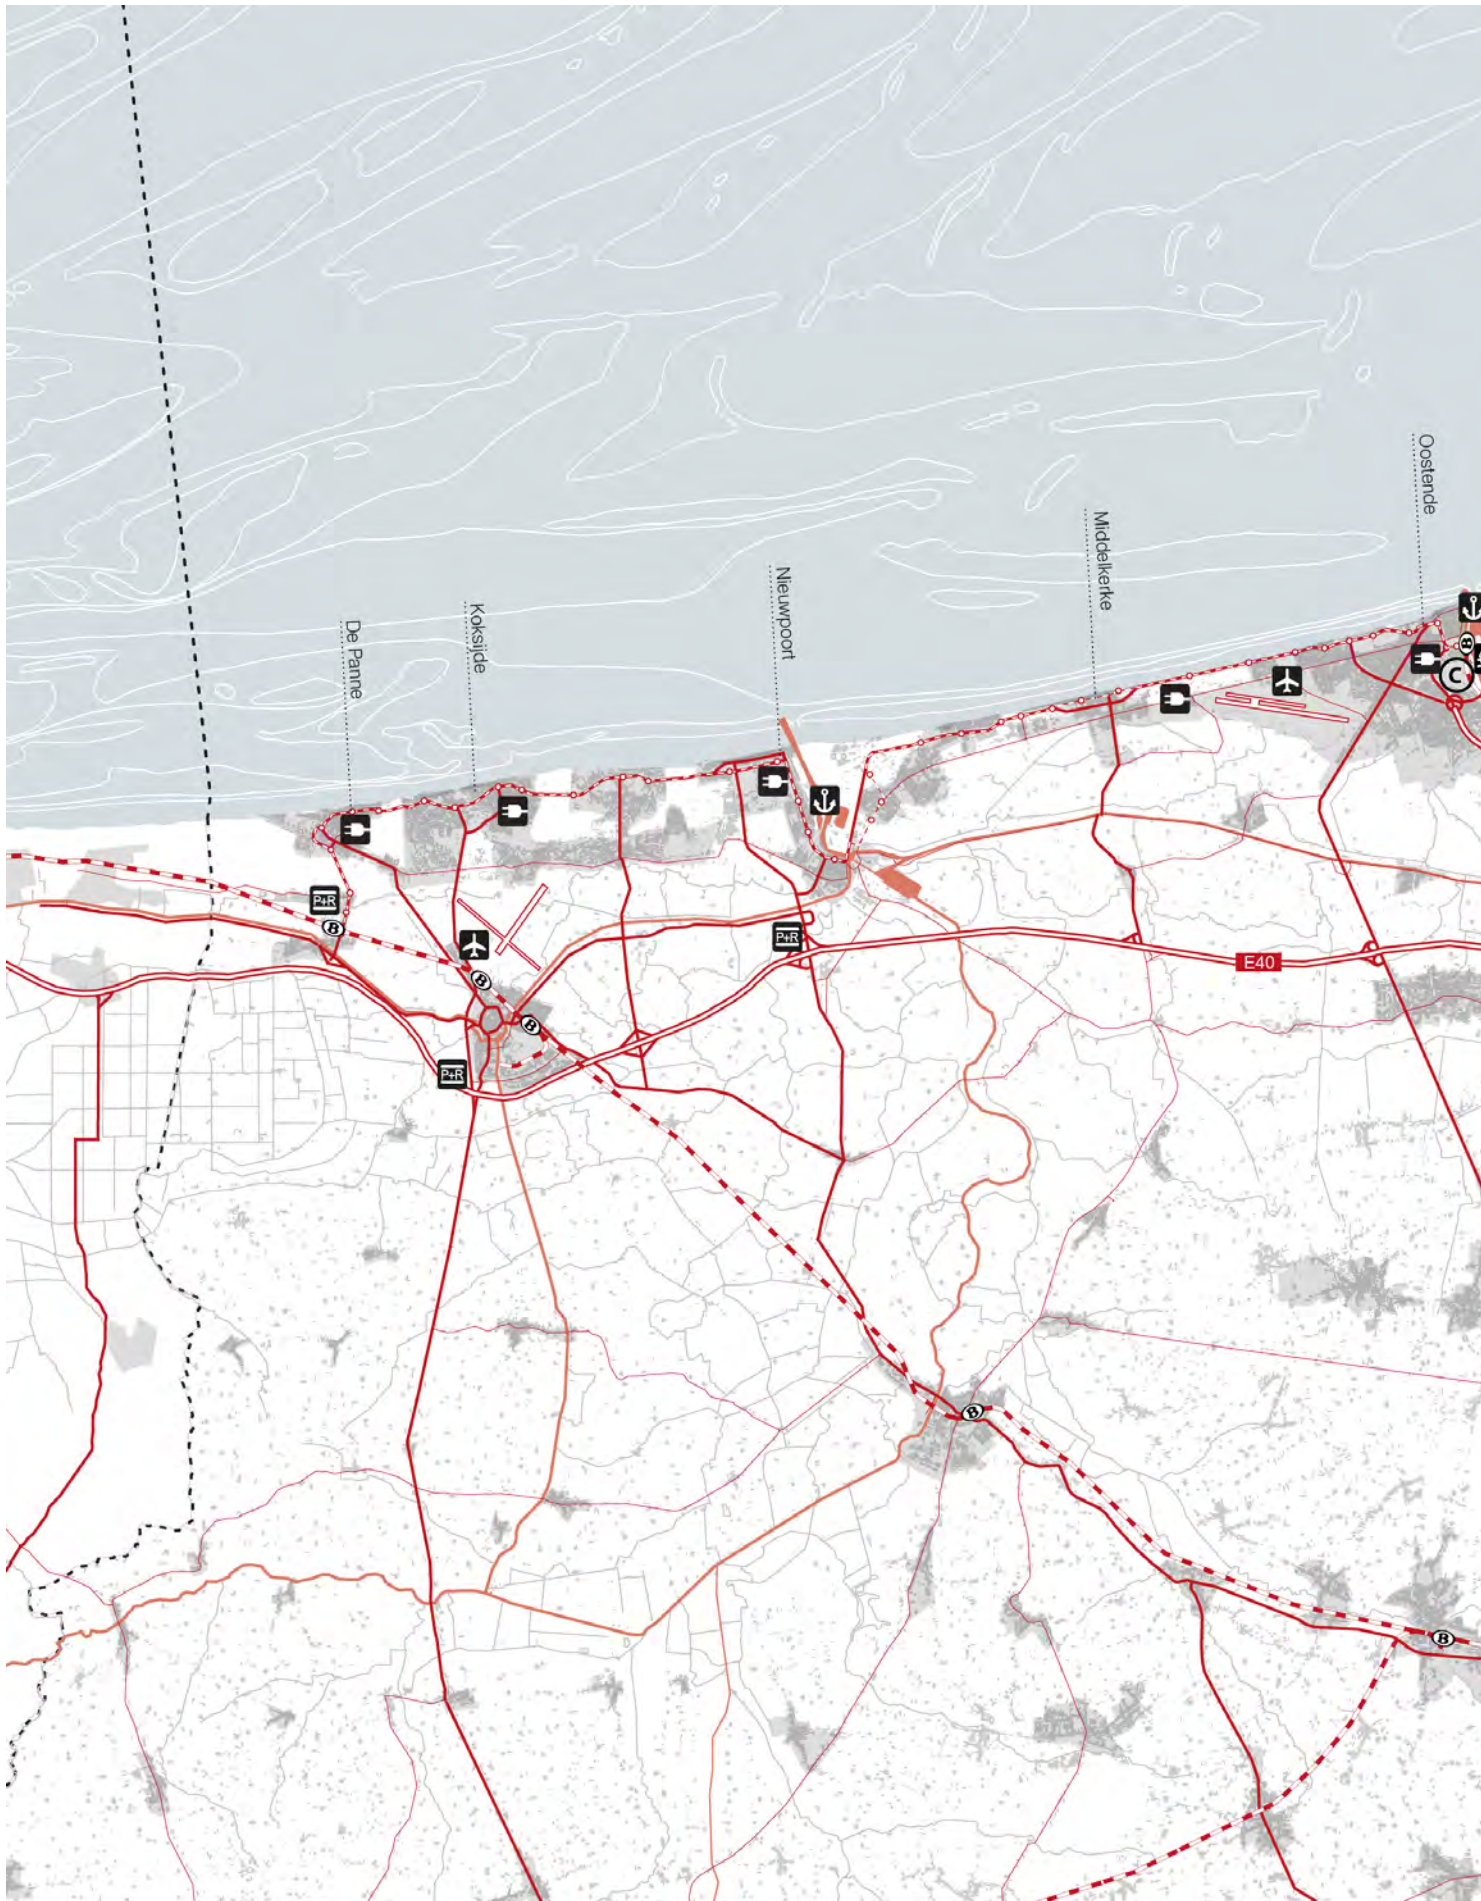 Oostende
Middelkerke
Nieuwpoort
Koksijde
De Panne
B
C
P+R
B
P+R
E40
B
B
P+R
B
B